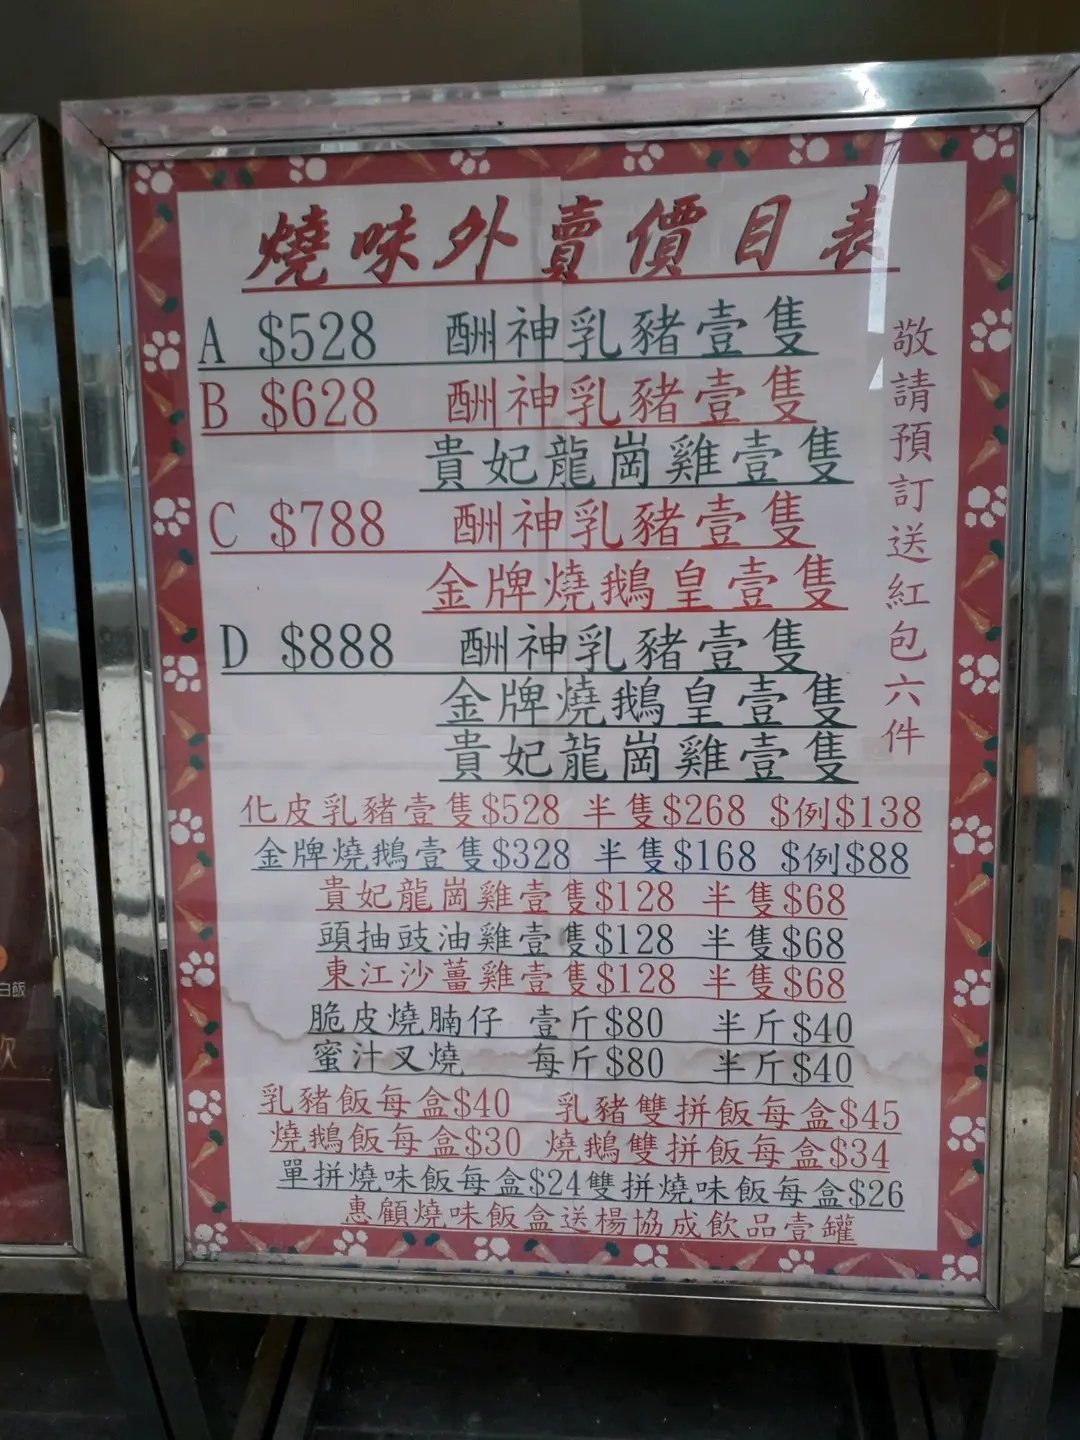 燒味外賣價目表
A $528 酬神乳豬壹隻
B $628 酬神乳豬壹隻
貴妃龍崗雞壹隻
C $788 酬神乳豬壹隻
金牌燒鵝皇壹隻
D $888 酬神乳豬壹隻
金牌燒鵝皇壹隻
貴妃龍崗雞壹隻
敬請預訂送紅包六件
化皮乳豬壹隻$528 半隻$268 $例$138
金牌燒鵝壹隻$328 半隻$168 $例$88
貴妃龍崗雞壹隻$128 半隻$68
頭抽豉油雞壹隻$128 半隻$68
東江沙薑雞壹隻$128 半隻$68
脆皮燒腩仔 壹斤$80 半斤$40
蜜汁叉燒 每斤$80 半斤$40
乳豬飯每盒$40 乳豬雙拼飯每盒$45
燒鵝飯每盒$30 燒鵝雙拼飯每盒$34
單拼燒味飯每盒$24雙拼燒味飯每盒$26
惠顧燒味飯盒送楊協成飲品壹罐
白飯